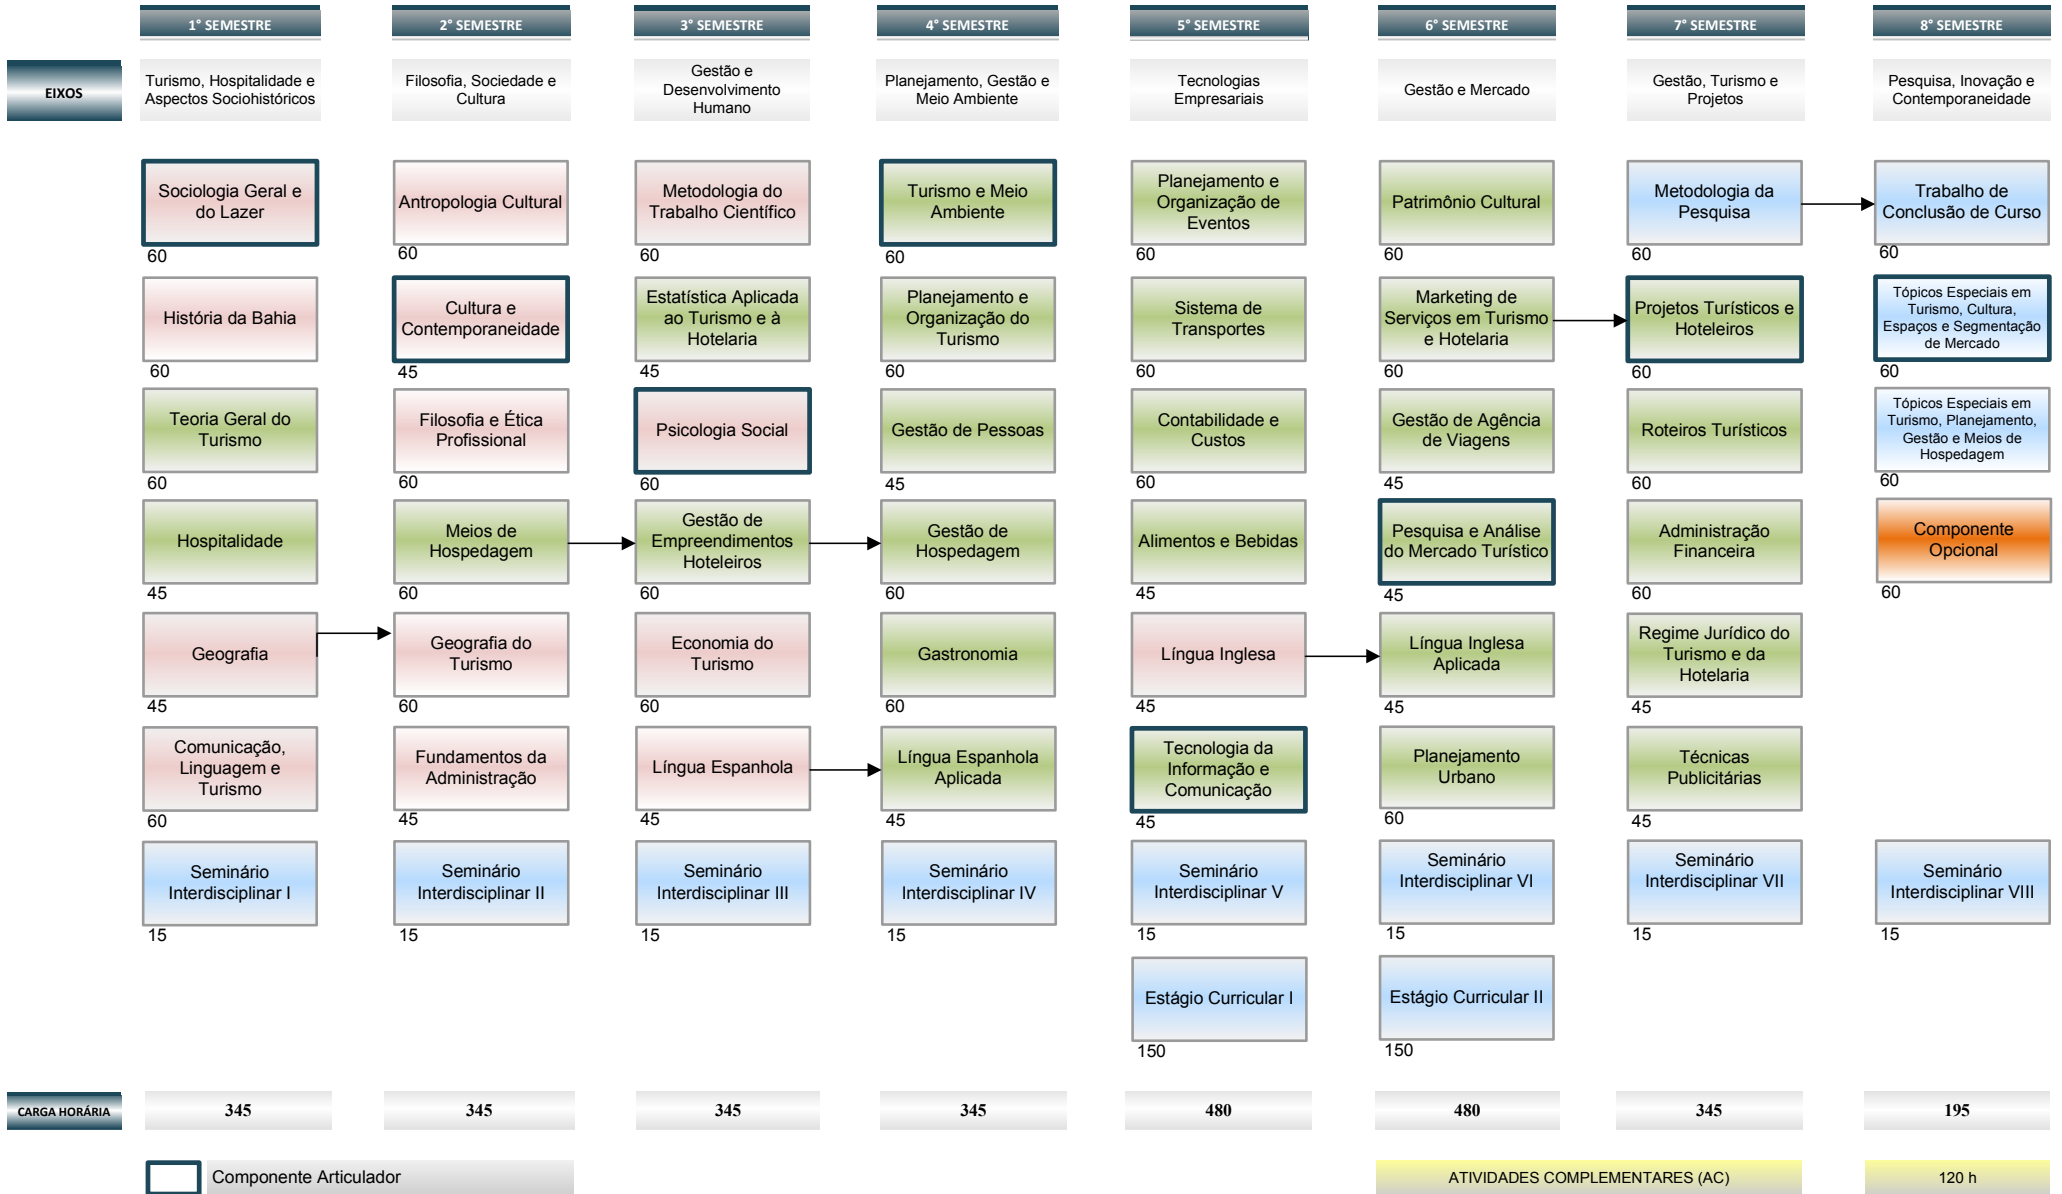 1° SEMESTRE
2° SEMESTRE
3° SEMESTRE
4° SEMESTRE
5° SEMESTRE
6° SEMESTRE
7° SEMESTRE
8° SEMESTRE
EIXOS
Turismo, Hospitalidade e
Aspectos Sociohistóricos
Filosofia, Sociedade e
Cultura
Gestão e
Desenvolvimento
Humano
Planejamento, Gestão e
Meio Ambiente
Tecnologias
Empresariais
Gestão e Mercado
Gestão, Turismo e
Projetos
Pesquisa, Inovação e
Contemporaneidade
Sociologia Geral e
do Lazer
60
Antropologia Cultural
60
Metodologia do
Trabalho Científico
60
Turismo e Meio
Ambiente
60
Planejamento e
Organização de
Eventos
60
Patrimônio Cultural
60
Metodologia da
Pesquisa
60
Trabalho de
Conclusão de Curso
60
História da Bahia
60
Cultura e
Contemporaneidade
45
Estatística Aplicada
ao Turismo e à
Hotelaria
45
Planejamento e
Organização do
Turismo
60
Sistema de
Transportes
60
Marketing de
Serviços em Turismo
e Hotelaria
60
Projetos Turísticos e
Hoteleiros
60
Tópicos Especiais em
Turismo, Cultura,
Espaços e Segmentação
de Mercado
60
Teoria Geral do
Turismo
60
Filosofia e Ética
Profissional
60
Psicologia Social
60
Gestão de Pessoas
45
Contabilidade e
Custos
60
Gestão de Agência
de Viagens
45
Roteiros Turísticos
60
Tópicos Especiais em
Turismo, Planejamento,
Gestão e Meios de
Hospedagem
60
Hospitalidade
45
Meios de
Hospedagem
60
Gestão de
Empreendimentos
Hoteleiros
60
Gestão de
Hospedagem
60
Alimentos e Bebidas
45
Pesquisa e Análise
do Mercado Turístico
45
Administração
Financeira
60
Componente
Opcional
60
Geografia
45
Geografia do
Turismo
60
Economia do
Turismo
60
Gastronomia
60
Língua Inglesa
45
Língua Inglesa
Aplicada
45
Regime Jurídico do
Turismo e da
Hotelaria
45
Comunicação,
Linguagem e
Turismo
60
Fundamentos da
Administração
45
Língua Espanhola
45
Língua Espanhola
Aplicada
45
Tecnologia da
Informação e
Comunicação
45
Planejamento
Urbano
60
Técnicas
Publicitárias
45
Seminário
Interdisciplinar I
15
Seminário
Interdisciplinar II
15
Seminário
Interdisciplinar III
15
Seminário
Interdisciplinar IV
15
Seminário
Interdisciplinar V
15
Seminário
Interdisciplinar VI
15
Seminário
Interdisciplinar VII
15
Seminário
Interdisciplinar VIII
15
Estágio Curricular I
150
Estágio Curricular II
150
CARGA HORÁRIA
345
345
345
345
480
480
345
195
Componente Articulador
ATIVIDADES COMPLEMENTARES (AC)
120 h